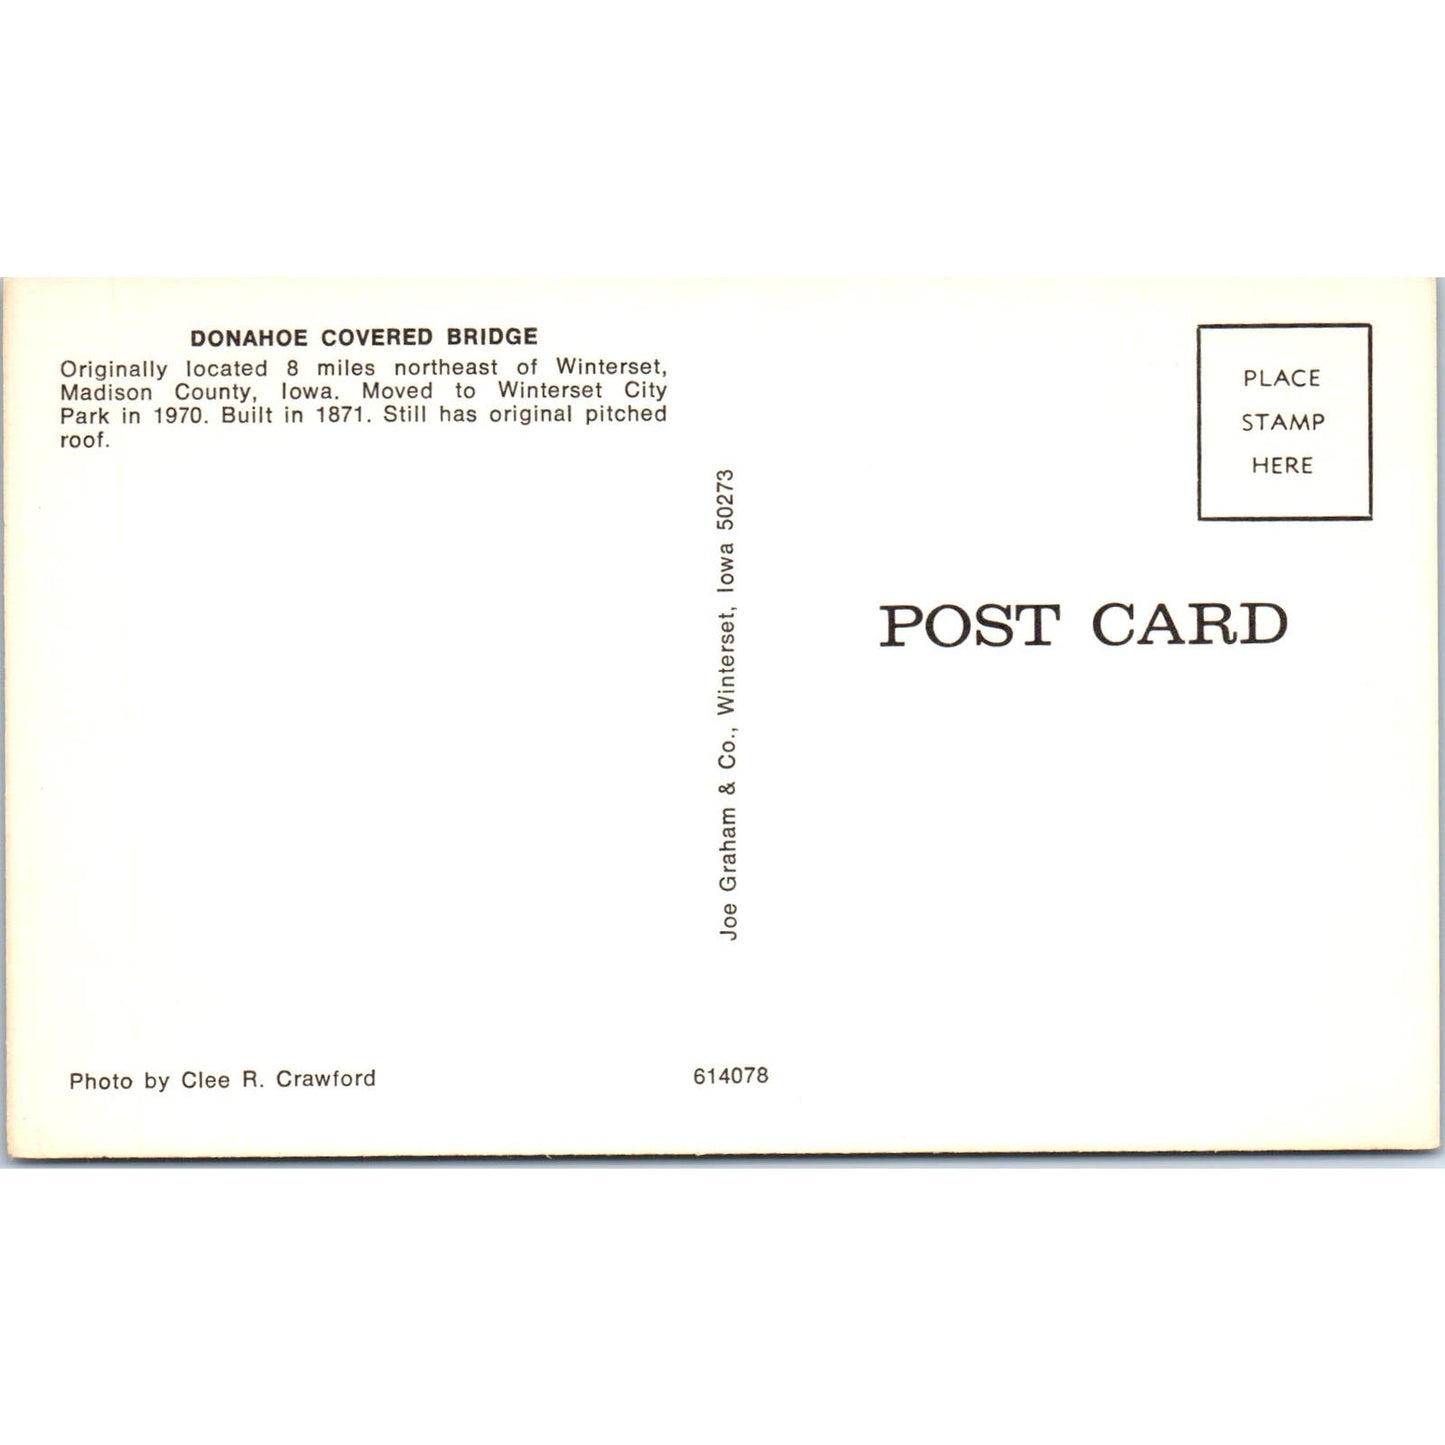 DONAHOE COVERED BRIDGE
Originally located 8 miles northeast of Winterset,
Madison County, Iowa. Moved to Winterset City
Park in 1970. Built in 1871. Still has original pitched
roof.
Photo by Clee R. Crawford
Joe Graham & Co., Winterset, Iowa 50273
614078
PLACE
STAMP
HERE
POST CARD